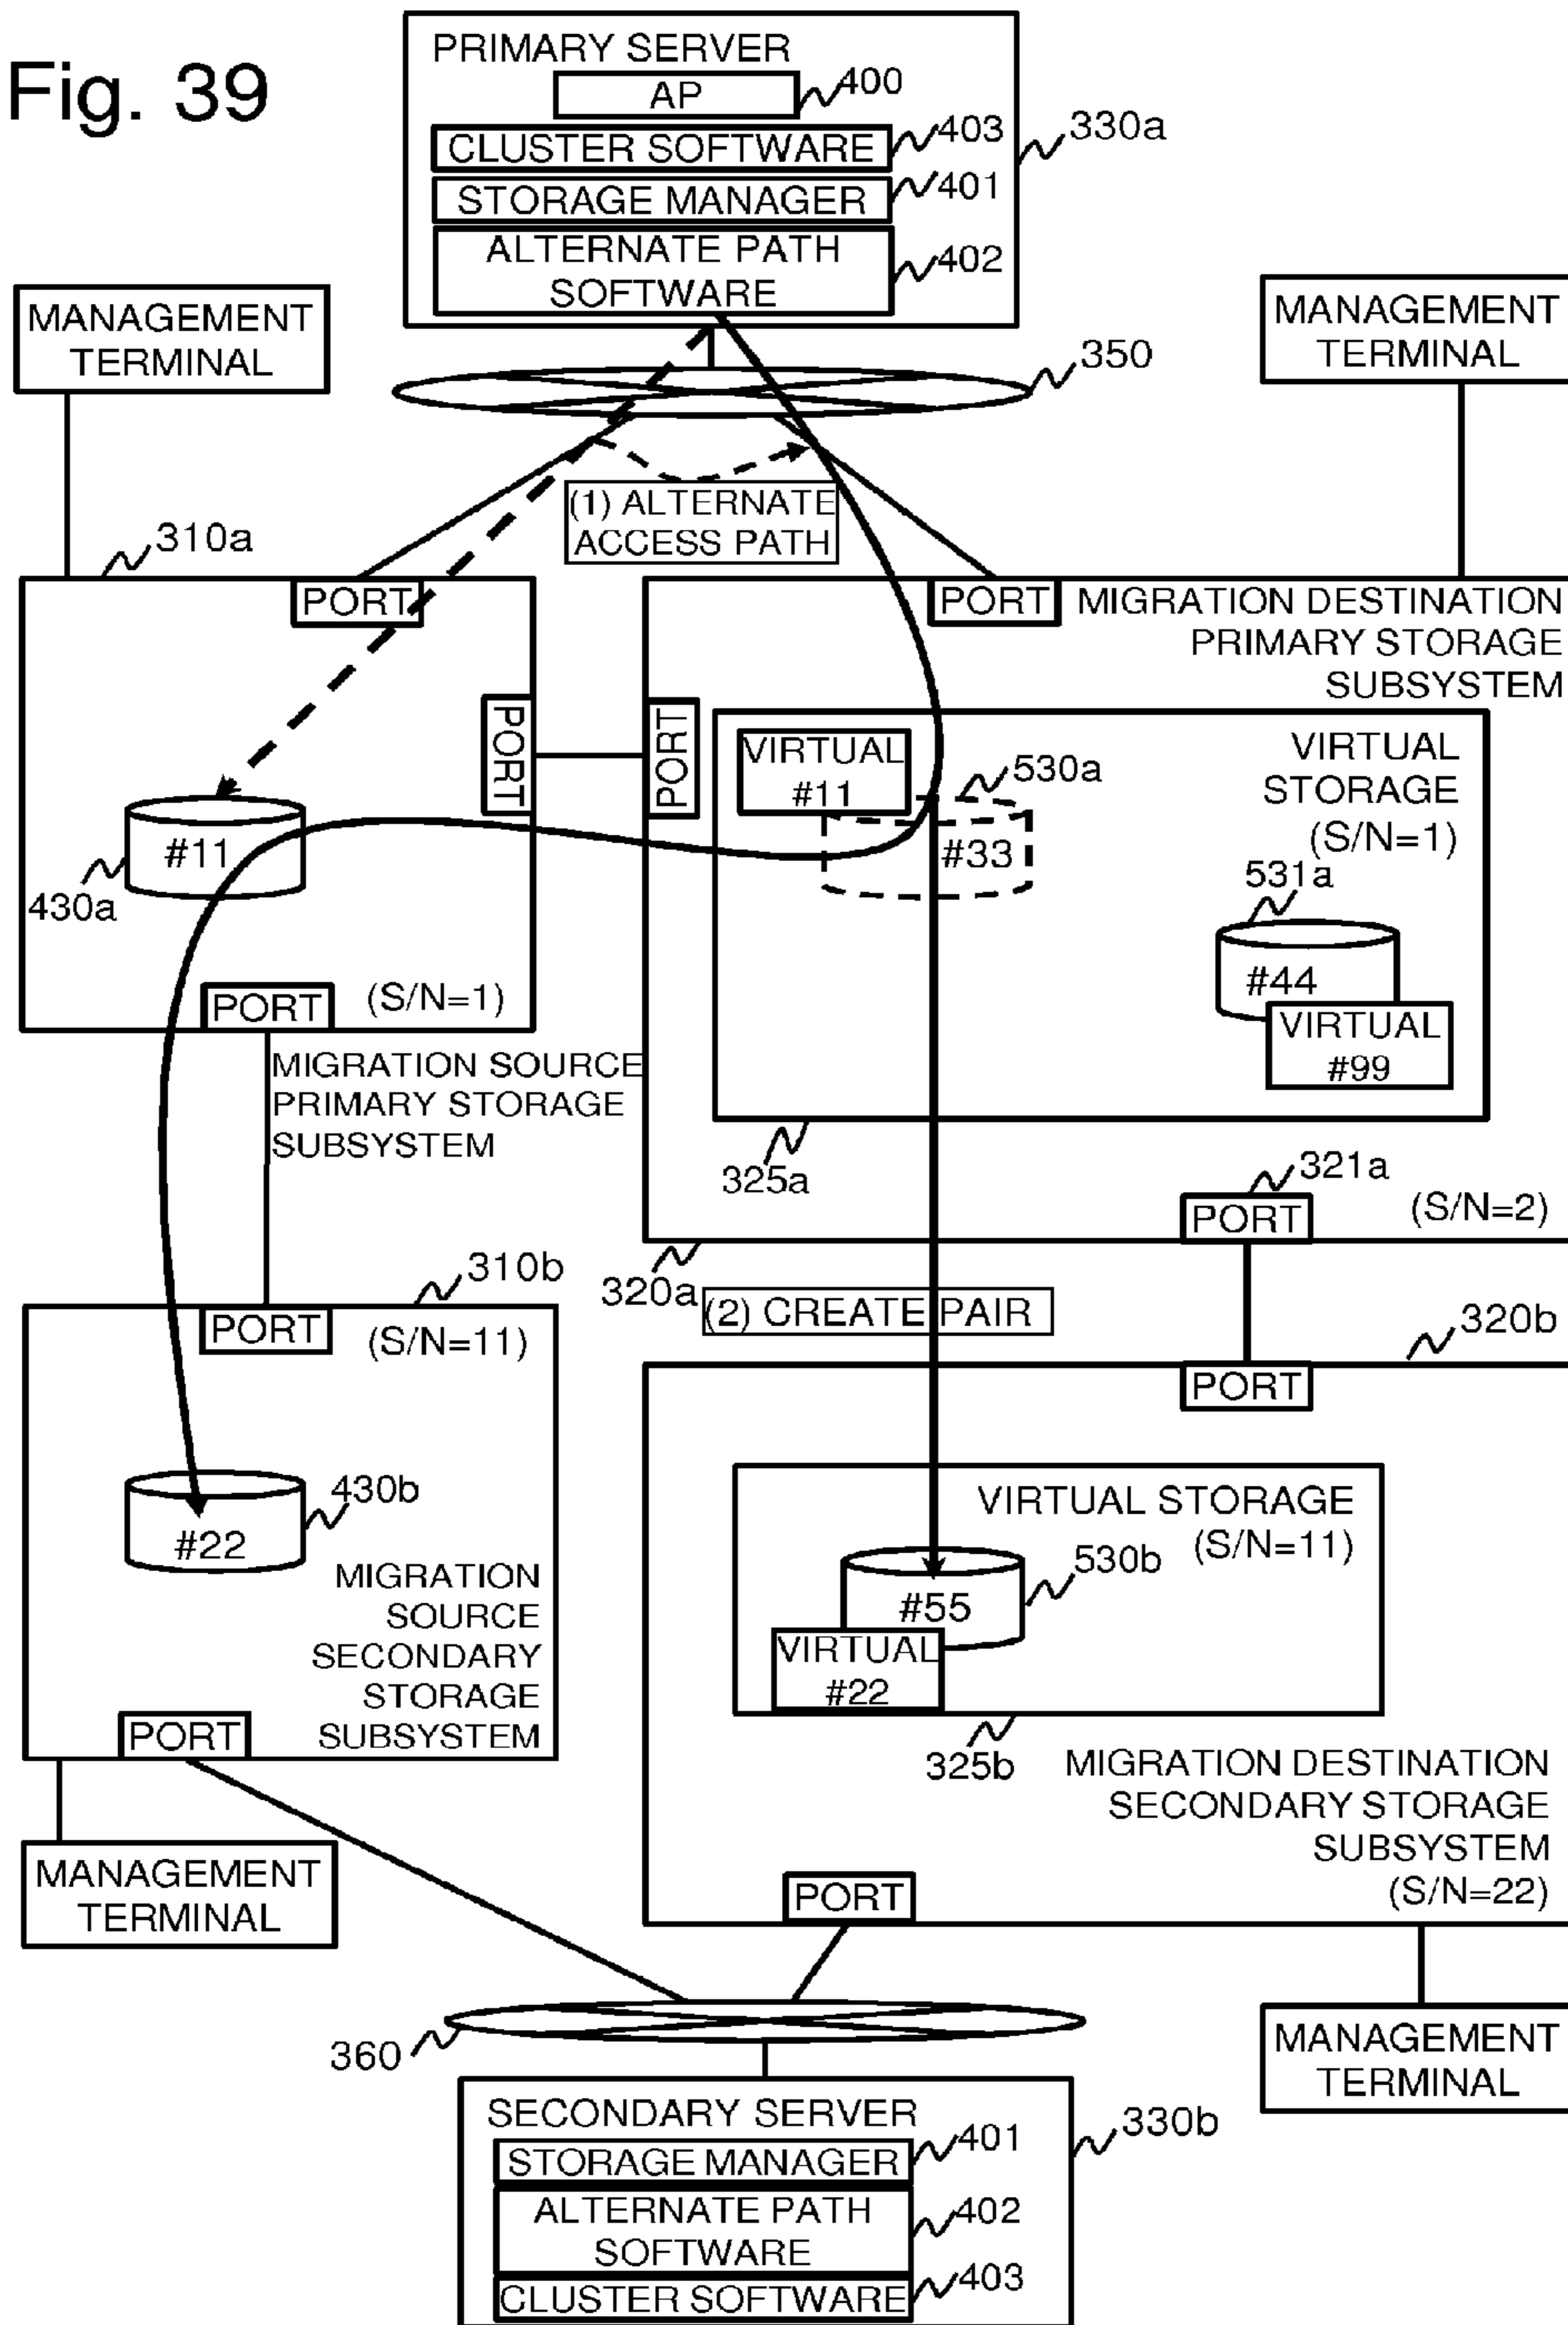 Fig. 39
PRIMARY SERVER
AP
400
CLUSTER SOFTWARE
403
330a
STORAGE MANAGER
401
ALTERNATE PATH
SOFTWARE
402
MANAGEMENT
TERMINAL
MANAGEMENT
TERMINAL
350
(1) ALTERNATE
ACCESS PATH
310a
PORT
PORT
MIGRATION DESTINATION
PRIMARY STORAGE
SUBSYSTEM
PORT
PORT
VIRTUAL
#11
530a
VIRTUAL
STORAGE
(S/N=1)
#11
430a
#33
531a
#44
VIRTUAL
#99
PORT
(S/N=1)
MIGRATION SOURCE
PRIMARY STORAGE
SUBSYSTEM
325a
321a
PORT
(S/N=2)
310b
320a
(2) CREATE PAIR
320b
PORT
(S/N=11)
PORT
430b
#22
VIRTUAL STORAGE
(S/N=11)
530b
#55
VIRTUAL
#22
MIGRATION
SOURCE
SECONDARY
STORAGE
SUBSYSTEM
PORT
325b
MIGRATION DESTINATION
SECONDARY STORAGE
SUBSYSTEM
(S/N=22)
MANAGEMENT
TERMINAL
PORT
360
MANAGEMENT
TERMINAL
SECONDARY SERVER
330b
STORAGE MANAGER
401
ALTERNATE PATH
SOFTWARE
402
CLUSTER SOFTWARE
403